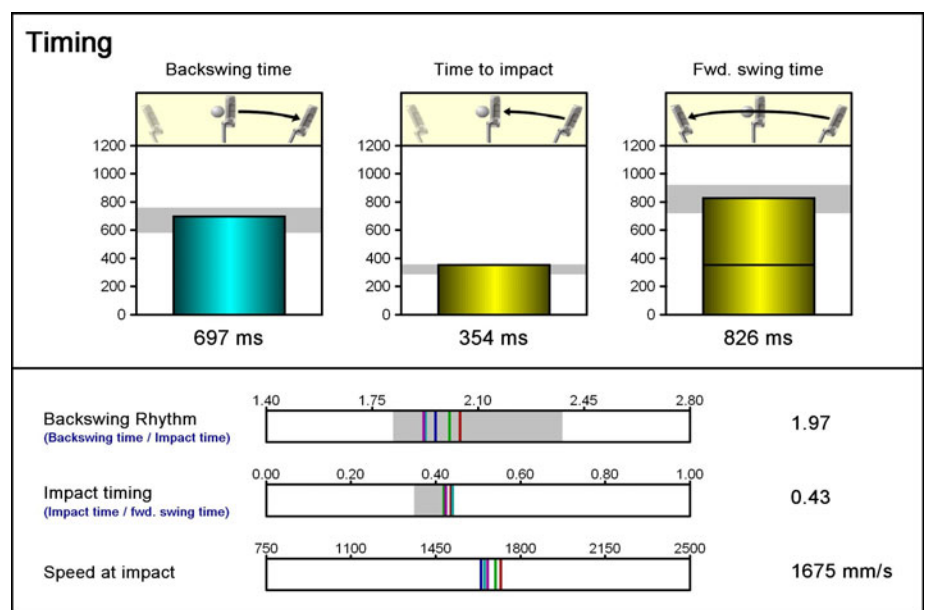 Timing
Backswing time
Time to impact
Fwd. swing time
1200
1000
800
600
400
200
0
1200
1000
800
600
400
200
0
1200
1000
800
600
400
200
0
697 ms
354 ms
826 ms
1.40 1.75 2.10 2.45 2.80
Backswing Rhythm
(Backswing time / Impact time)
1.97
0.00 0.20 0.40 0.60 0.80 1.00
Impact timing
(Impact time / fwd. swing time)
0.43
750 1100 1450 1800 2150 2500
Speed at impact
1675 mm/s